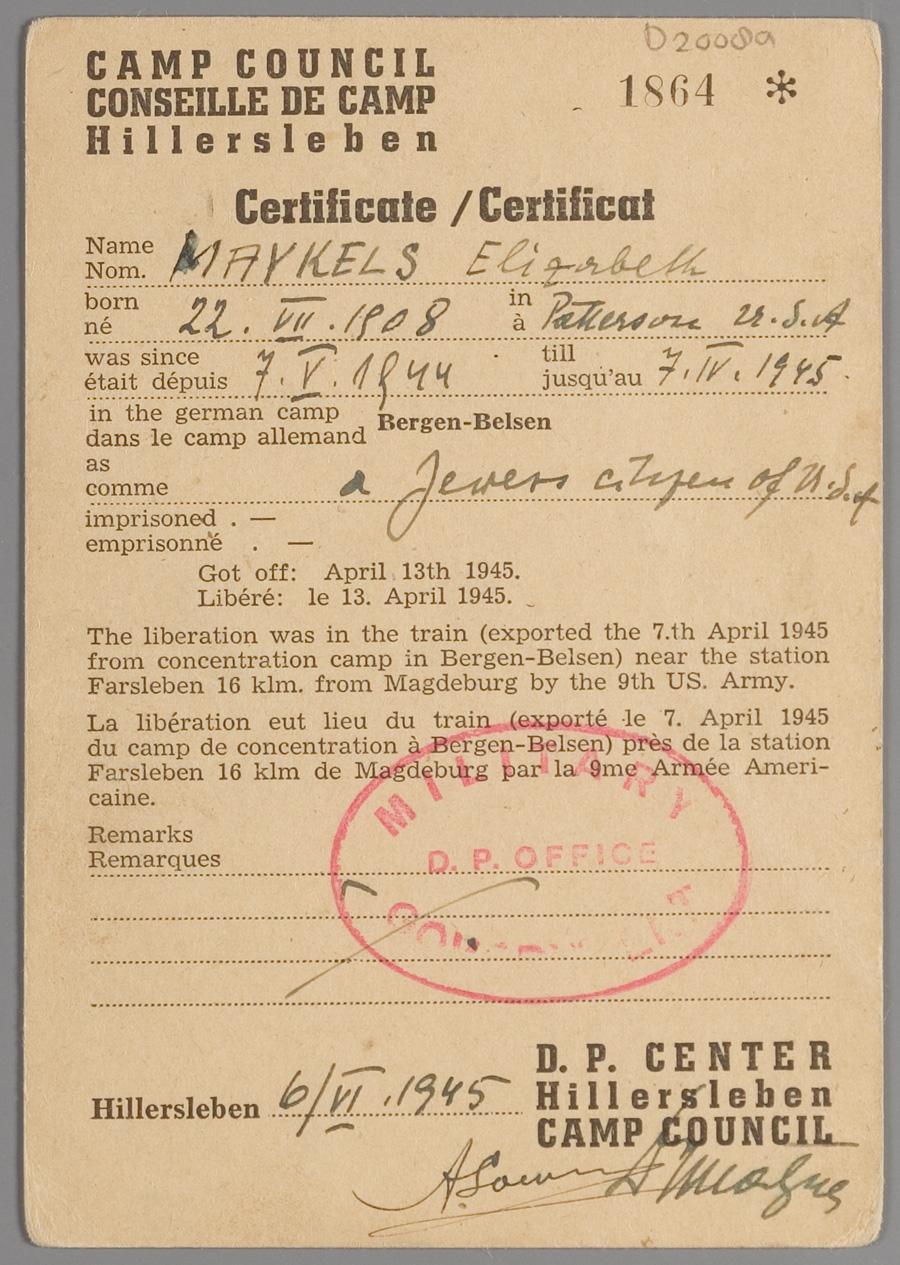 D20089
CAMP COUNCIL
CONSEILLE DE CAMP
Hillersleben
1864 *
Certificate / Certificat
Name
Nom. MAYKELS Elizabeth
born in
né 22. VII. 1908 à Patterson U.S.A
was since till
était dépuis 7. V. 1944 jusqu'au 7. IV. 1945.
in the german camp
dans le camp allemand Bergen-Belsen
as
comme a Jewers citizen of U.S.A
imprisoned . —
emprisonné . —
Got off: April 13th 1945.
Libéré: le 13. April 1945.
The liberation was in the train (exported the 7.th April 1945
from concentration camp in Bergen-Belsen) near the station
Farsleben 16 klm. from Magdeburg by the 9th US. Army.
La libération eut lieu du train (exporté le 7. April 1945
du camp de concentration à Bergen-Belsen) près de la station
Farsleben 16 klm de Magdeburg par la 9me Armée Ameri-
caine.
MILITARY
Remarks
Remarques
D. P. OFFICE
D. P. CENTER
Hillersleben 6/VI. 1945 Hillersleben
CAMP COUNCIL